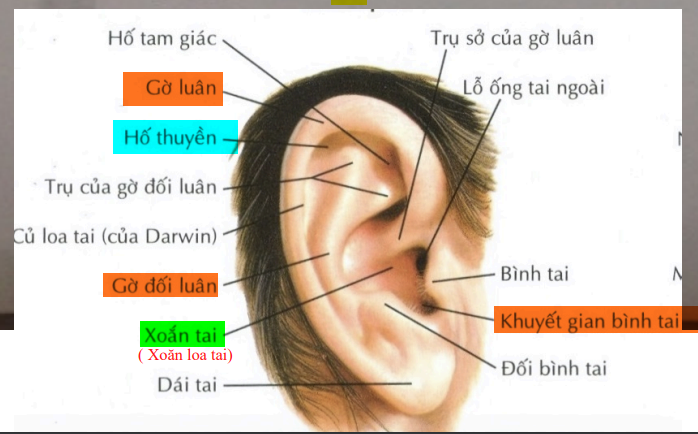 Hố tam giác
Trụ sở của gờ luân
Gờ luân
Lỗ ống tai ngoài
Hố thuyền
Trụ của gờ đối luân
Củ loa tai (của Darwin)
Bình tai
Gờ đối luân
Khuyết gian bình tai
Xoắn tai
( Xoăn loa tai)
Đối bình tai
Dái tai